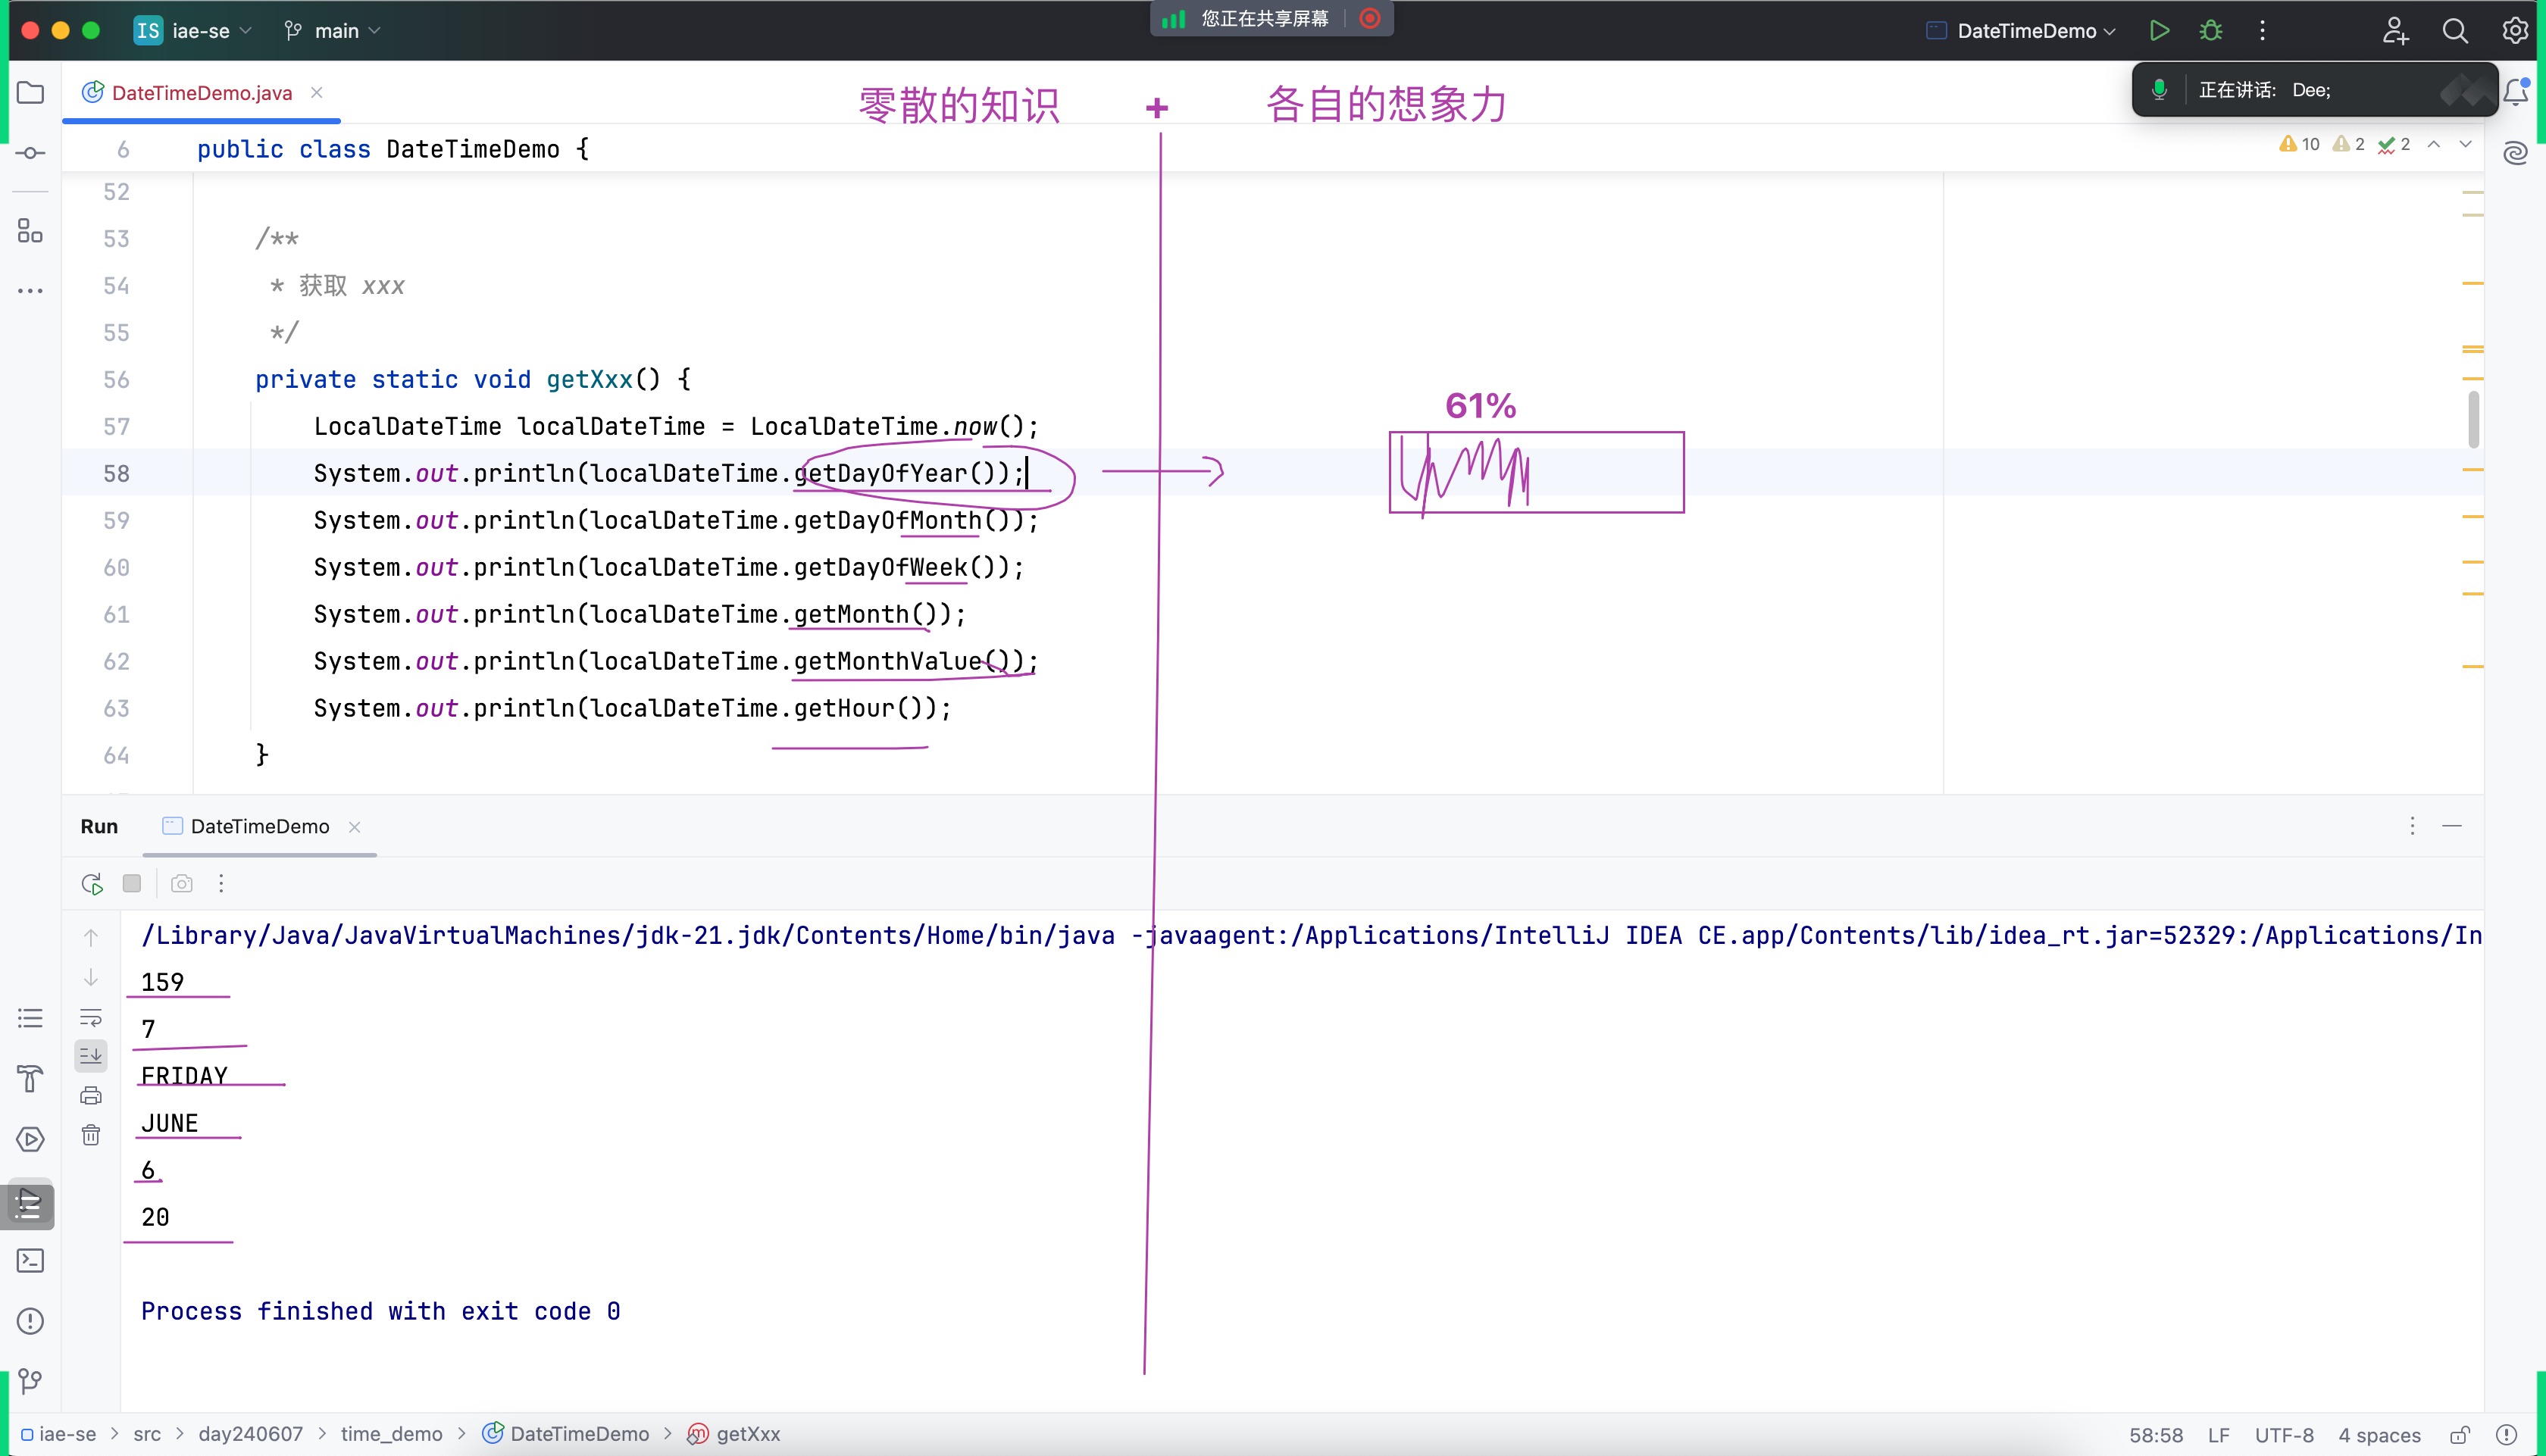 您正在共享屏幕
IS iae-se main
DateTimeDemo
DateTimeDemo.java
正在讲话: Dee;
零散的知识 + 各自的想象力
6 public class DateTimeDemo {
10 2 2
52
53 /**
54 * 获取 xxx
55 */
56 private static void getXxx() {
57 LocalDateTime localDateTime = LocalDateTime.now();
58 System.out.println(localDateTime.getDayOfYear());
59 System.out.println(localDateTime.getDayOfMonth());
60 System.out.println(localDateTime.getDayOfWeek());
61 System.out.println(localDateTime.getMonth());
62 System.out.println(localDateTime.getMonthValue());
63 System.out.println(localDateTime.getHour());
64 }
61%
Run DateTimeDemo
/Library/Java/JavaVirtualMachines/jdk-21.jdk/Contents/Home/bin/java -javaagent:/Applications/IntelliJ IDEA CE.app/Contents/lib/idea_rt.jar=52329:/Applications/In
159
7
FRIDAY
JUNE
6
20
Process finished with exit code 0
iae-se > src > day240607 > time_demo > DateTimeDemo > getXxx
58:58 LF UTF-8 4 spaces